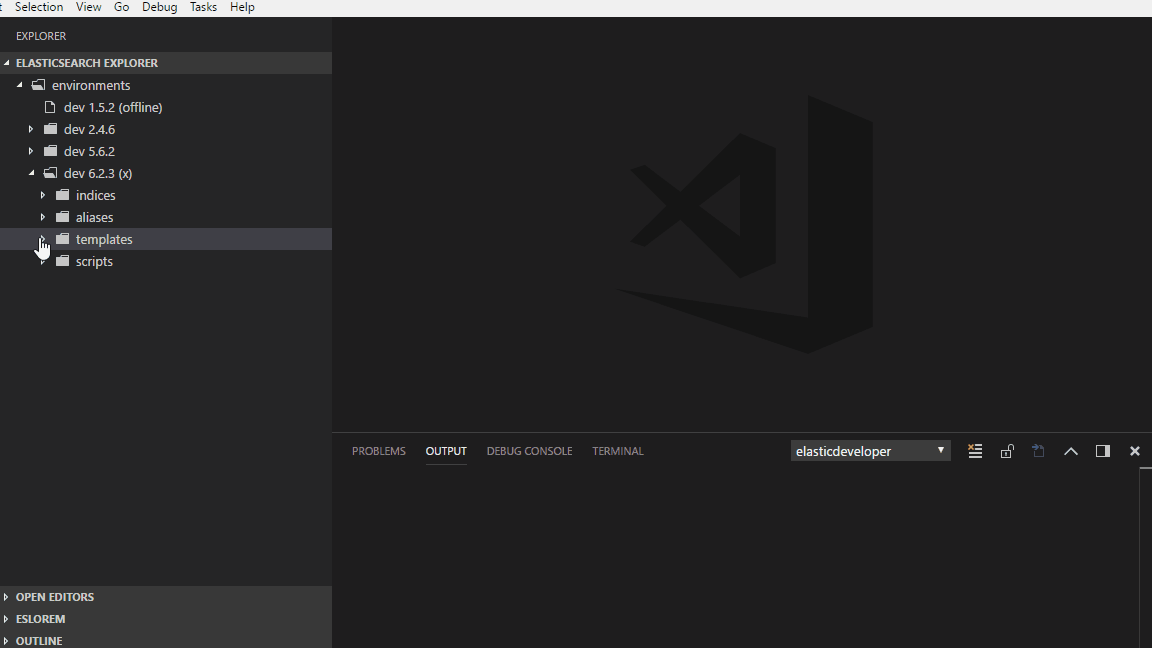 Selection View Go Debug Tasks Help
EXPLORER
ELASTICSEARCH EXPLORER
environments
dev 1.5.2 (offline)
dev 2.4.6
dev 5.6.2
dev 6.2.3 (x)
indices
aliases
templates
scripts
PROBLEMS OUTPUT DEBUG CONSOLE TERMINAL elasticdeveloper
OPEN EDITORS
ESLOREM
OUTLINE